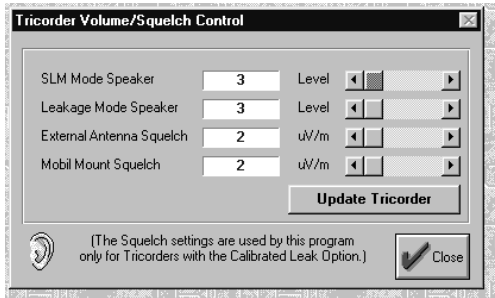 Tricorder Volume/Squelch Control
SLM Mode Speaker 3 Level
Leakage Mode Speaker 3 Level
External Antenna Squelch 2 uV/m
Mobil Mount Squelch 2 uV/m
Update Tricorder
(The Squelch settings are used by this program
only for Tricorders with the Calibrated Leak Option.)
Close